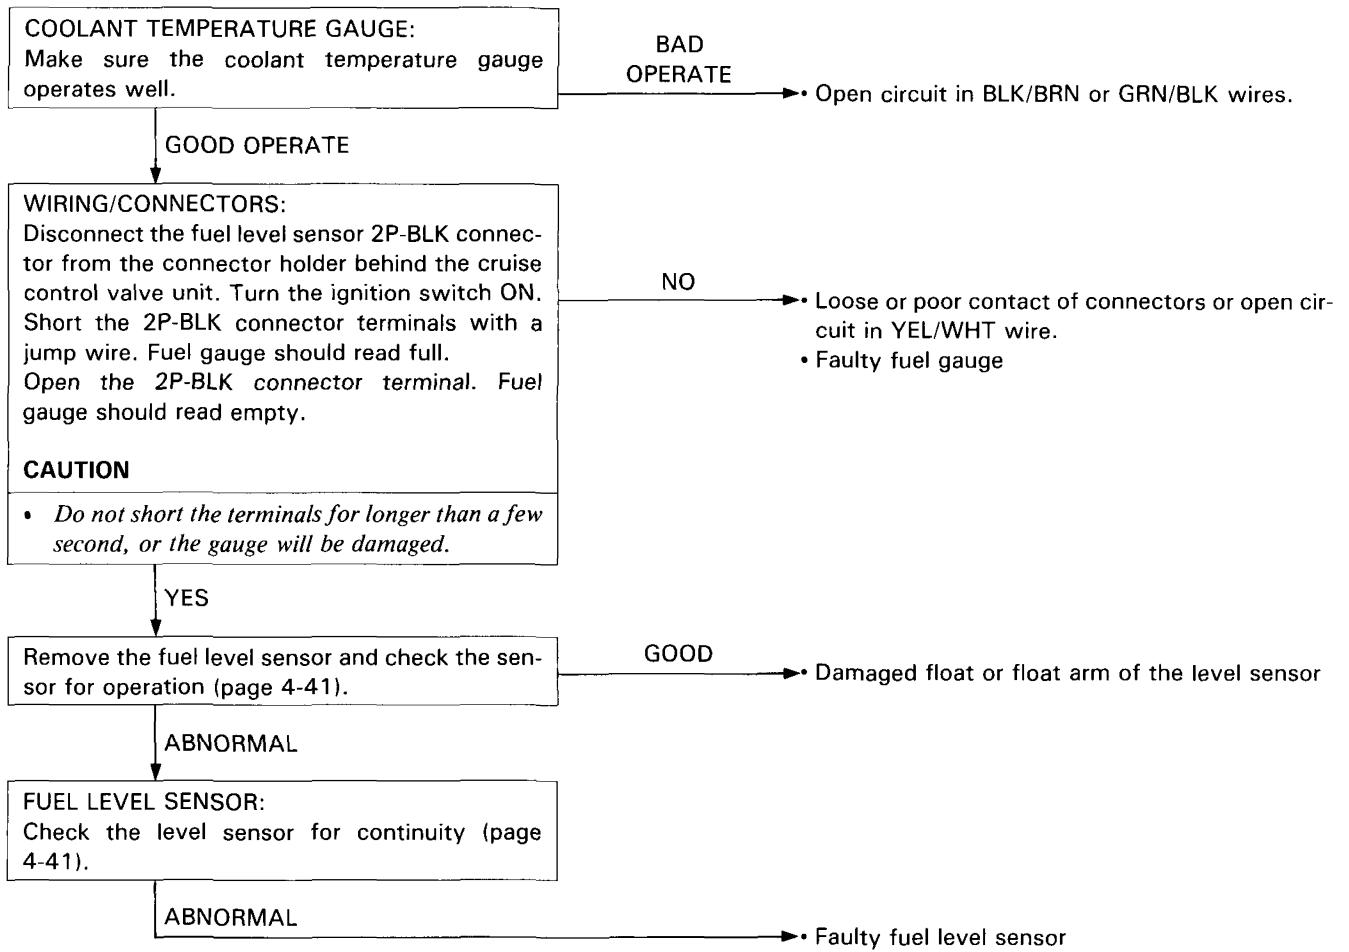 COOLANT TEMPERATURE GAUGE:
Make sure the coolant temperature gauge
operates well.
BAD
OPERATE
• Open circuit in BLK/BRN or GRN/BLK wires.
GOOD OPERATE
WIRING/CONNECTORS:
Disconnect the fuel level sensor 2P-BLK connec-
tor from the connector holder behind the cruise
control valve unit. Turn the ignition switch ON.
Short the 2P-BLK connector terminals with a
jump wire. Fuel gauge should read full.
Open the 2P-BLK connector terminal. Fuel
gauge should read empty.
CAUTION
• Do not short the terminals for longer than a few
second, or the gauge will be damaged.
NO
• Loose or poor contact of connectors or open cir-
cuit in YEL/WHT wire.
• Faulty fuel gauge
YES
Remove the fuel level sensor and check the sen-
sor for operation (page 4-41).
GOOD
• Damaged float or float arm of the level sensor
ABNORMAL
FUEL LEVEL SENSOR:
Check the level sensor for continuity (page
4-41).
ABNORMAL
• Faulty fuel level sensor